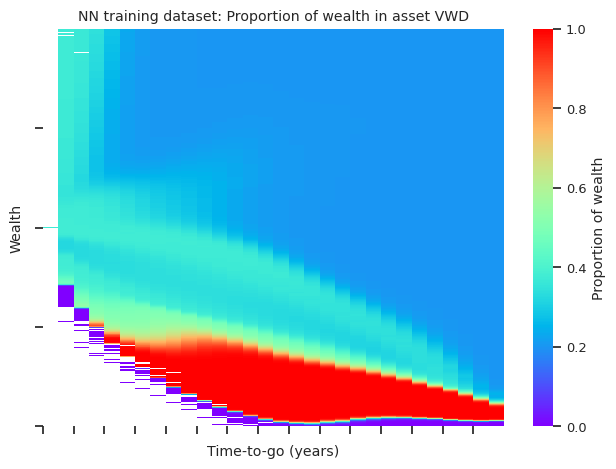 NN training dataset: Proportion of wealth in asset VWD
Wealth
Time-to-go (years)
1.0
0.8
0.6
0.4
0.2
0.0
Proportion of wealth